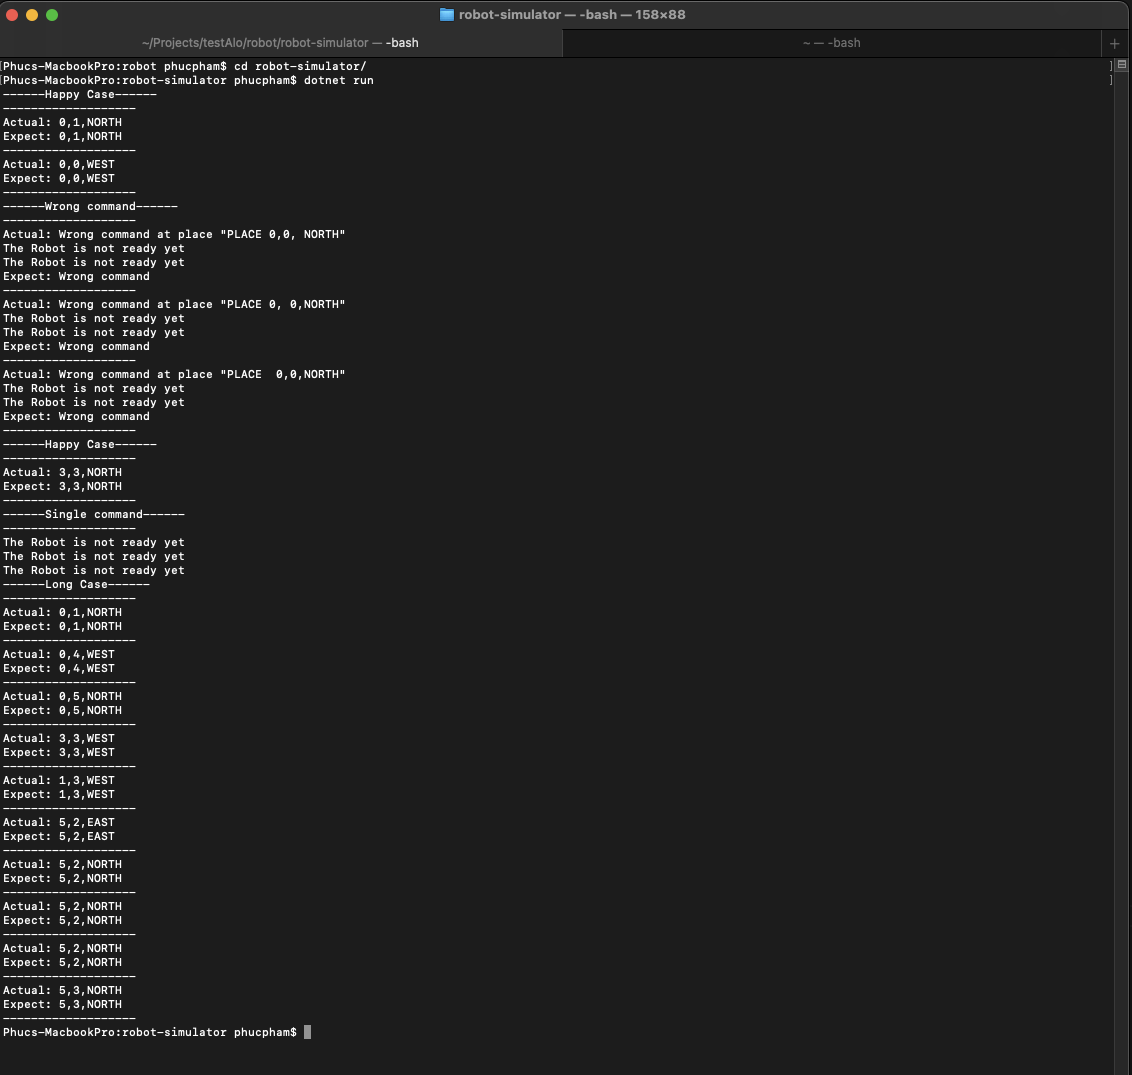 robot-simulator — -bash — 158×88
~/Projects/testAlo/robot/robot-simulator — -bash
~ — -bash
+
[Phucs-MacbookPro:robot phucpham$ cd robot-simulator/ ]
[Phucs-MacbookPro:robot-simulator phucpham$ dotnet run ]
------Happy Case------
-------------------
Actual: 0,1,NORTH
Expect: 0,1,NORTH
-------------------
Actual: 0,0,WEST
Expect: 0,0,WEST
-------------------
------Wrong command------
-------------------
Actual: Wrong command at place "PLACE 0,0, NORTH"
The Robot is not ready yet
The Robot is not ready yet
Expect: Wrong command
-------------------
Actual: Wrong command at place "PLACE 0, 0,NORTH"
The Robot is not ready yet
The Robot is not ready yet
Expect: Wrong command
-------------------
Actual: Wrong command at place "PLACE  0,0,NORTH"
The Robot is not ready yet
The Robot is not ready yet
Expect: Wrong command
-------------------
------Happy Case------
-------------------
Actual: 3,3,NORTH
Expect: 3,3,NORTH
-------------------
------Single command------
-------------------
The Robot is not ready yet
The Robot is not ready yet
The Robot is not ready yet
------Long Case------
-------------------
Actual: 0,1,NORTH
Expect: 0,1,NORTH
-------------------
Actual: 0,4,WEST
Expect: 0,4,WEST
-------------------
Actual: 0,5,NORTH
Expect: 0,5,NORTH
-------------------
Actual: 3,3,WEST
Expect: 3,3,WEST
-------------------
Actual: 1,3,WEST
Expect: 1,3,WEST
-------------------
Actual: 5,2,EAST
Expect: 5,2,EAST
-------------------
Actual: 5,2,NORTH
Expect: 5,2,NORTH
-------------------
Actual: 5,2,NORTH
Expect: 5,2,NORTH
-------------------
Actual: 5,2,NORTH
Expect: 5,2,NORTH
-------------------
Actual: 5,3,NORTH
Expect: 5,3,NORTH
-------------------
Phucs-MacbookPro:robot-simulator phucpham$